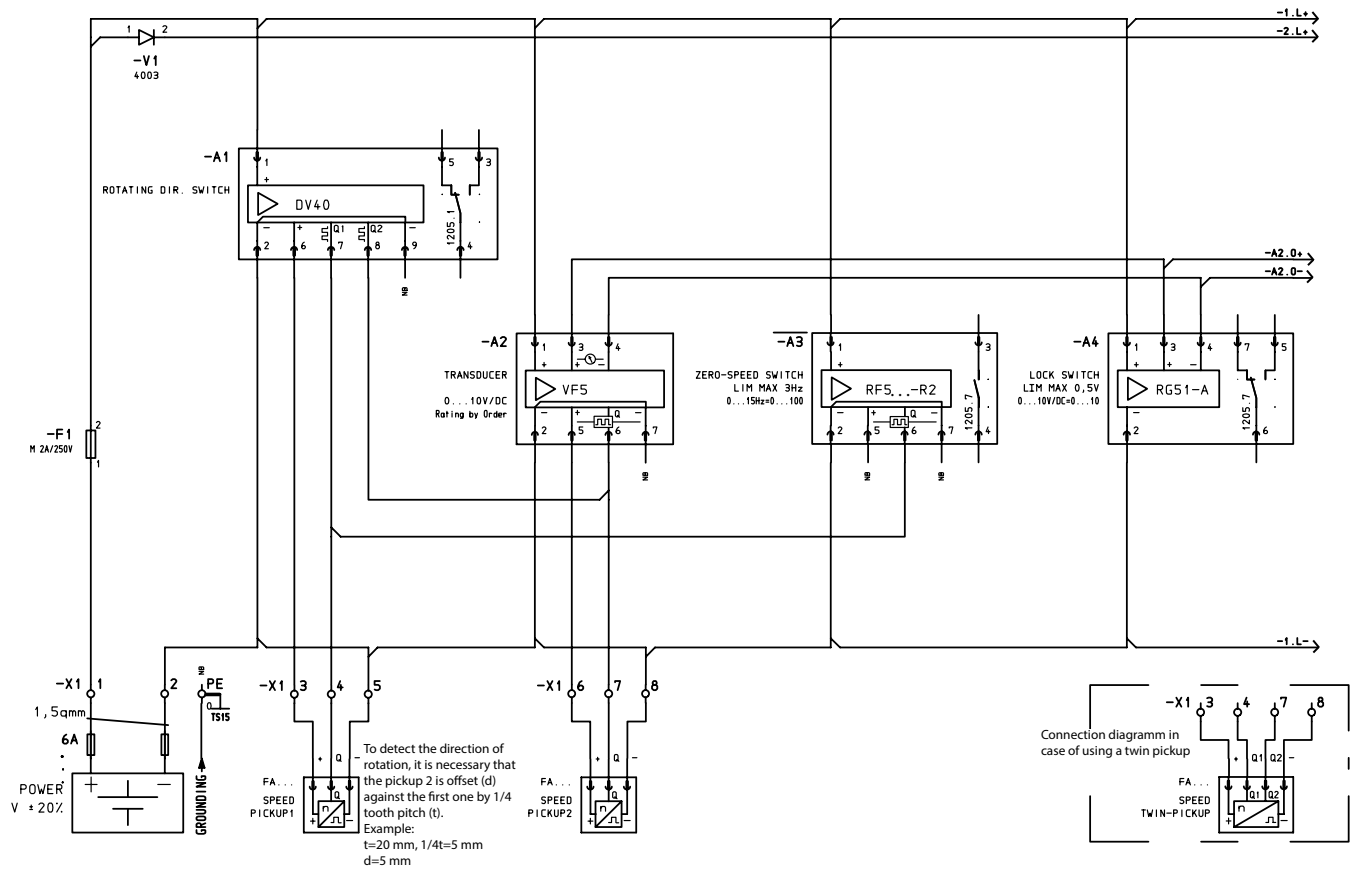 -1.L+
-2.L+
1 2
-V1
4003
-A1
1
5 3
ROTATING DIR. SWITCH
+
DV40
1205.1
- + Q1 Q2 -
2 6 7 8 9 4
NB
-A2.0+
-A2.0-
-A2
1 3 4
+ + -
TRANSDUCER
VF5
0...10V/DC
Rating by Order
- + Q -
2 5 6 7
NB
-A3
1 3
+
ZERO-SPEED SWITCH
LIM MAX 3Hz
0...15Hz=0...100
RF5...-R2
1205.7
- + Q -
2 5 6 7 4
NB NB
-A4
1 3 4 7 5
+ + -
LOCK SWITCH
LIM MAX 0,5V
0...10V/DC=0...10
RG51-A
1205.7
-
2 6
-F1
M 2A/250V
2
1
-1.L-
-X1 1 2
NB
PE
0
TS15
1,5qmm
6A
+ -
POWER
V ±20%
GROUNDING
-X1 3 4 5
+ Q -
FA...
SPEED
PICKUP1
Q
n
+ -
To detect the direction of
rotation, it is necessary that
the pickup 2 is offset (d)
against the first one by 1/4
tooth pitch (t).
Example:
t=20 mm, 1/4t=5 mm
d=5 mm
-X1 6 7 8
+ Q -
FA...
SPEED
PICKUP2
Q
n
+ -
-X1 3 4 7 8
Connection diagramm in
case of using a twin pickup
+ Q1 Q2 -
FA...
SPEED
TWIN-PICKUP
Q1 Q2
n
+ -